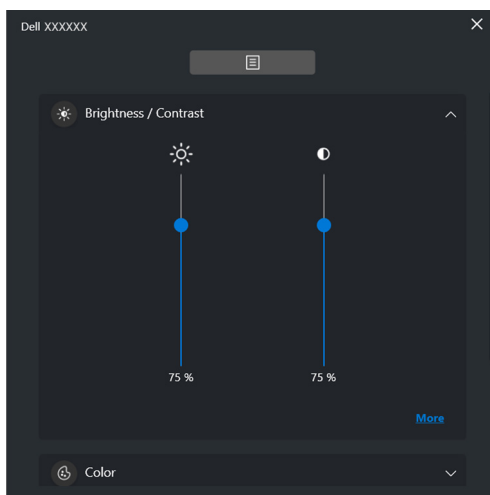 Dell XXXXXX
Brightness / Contrast
75 % 75 %
More
Color